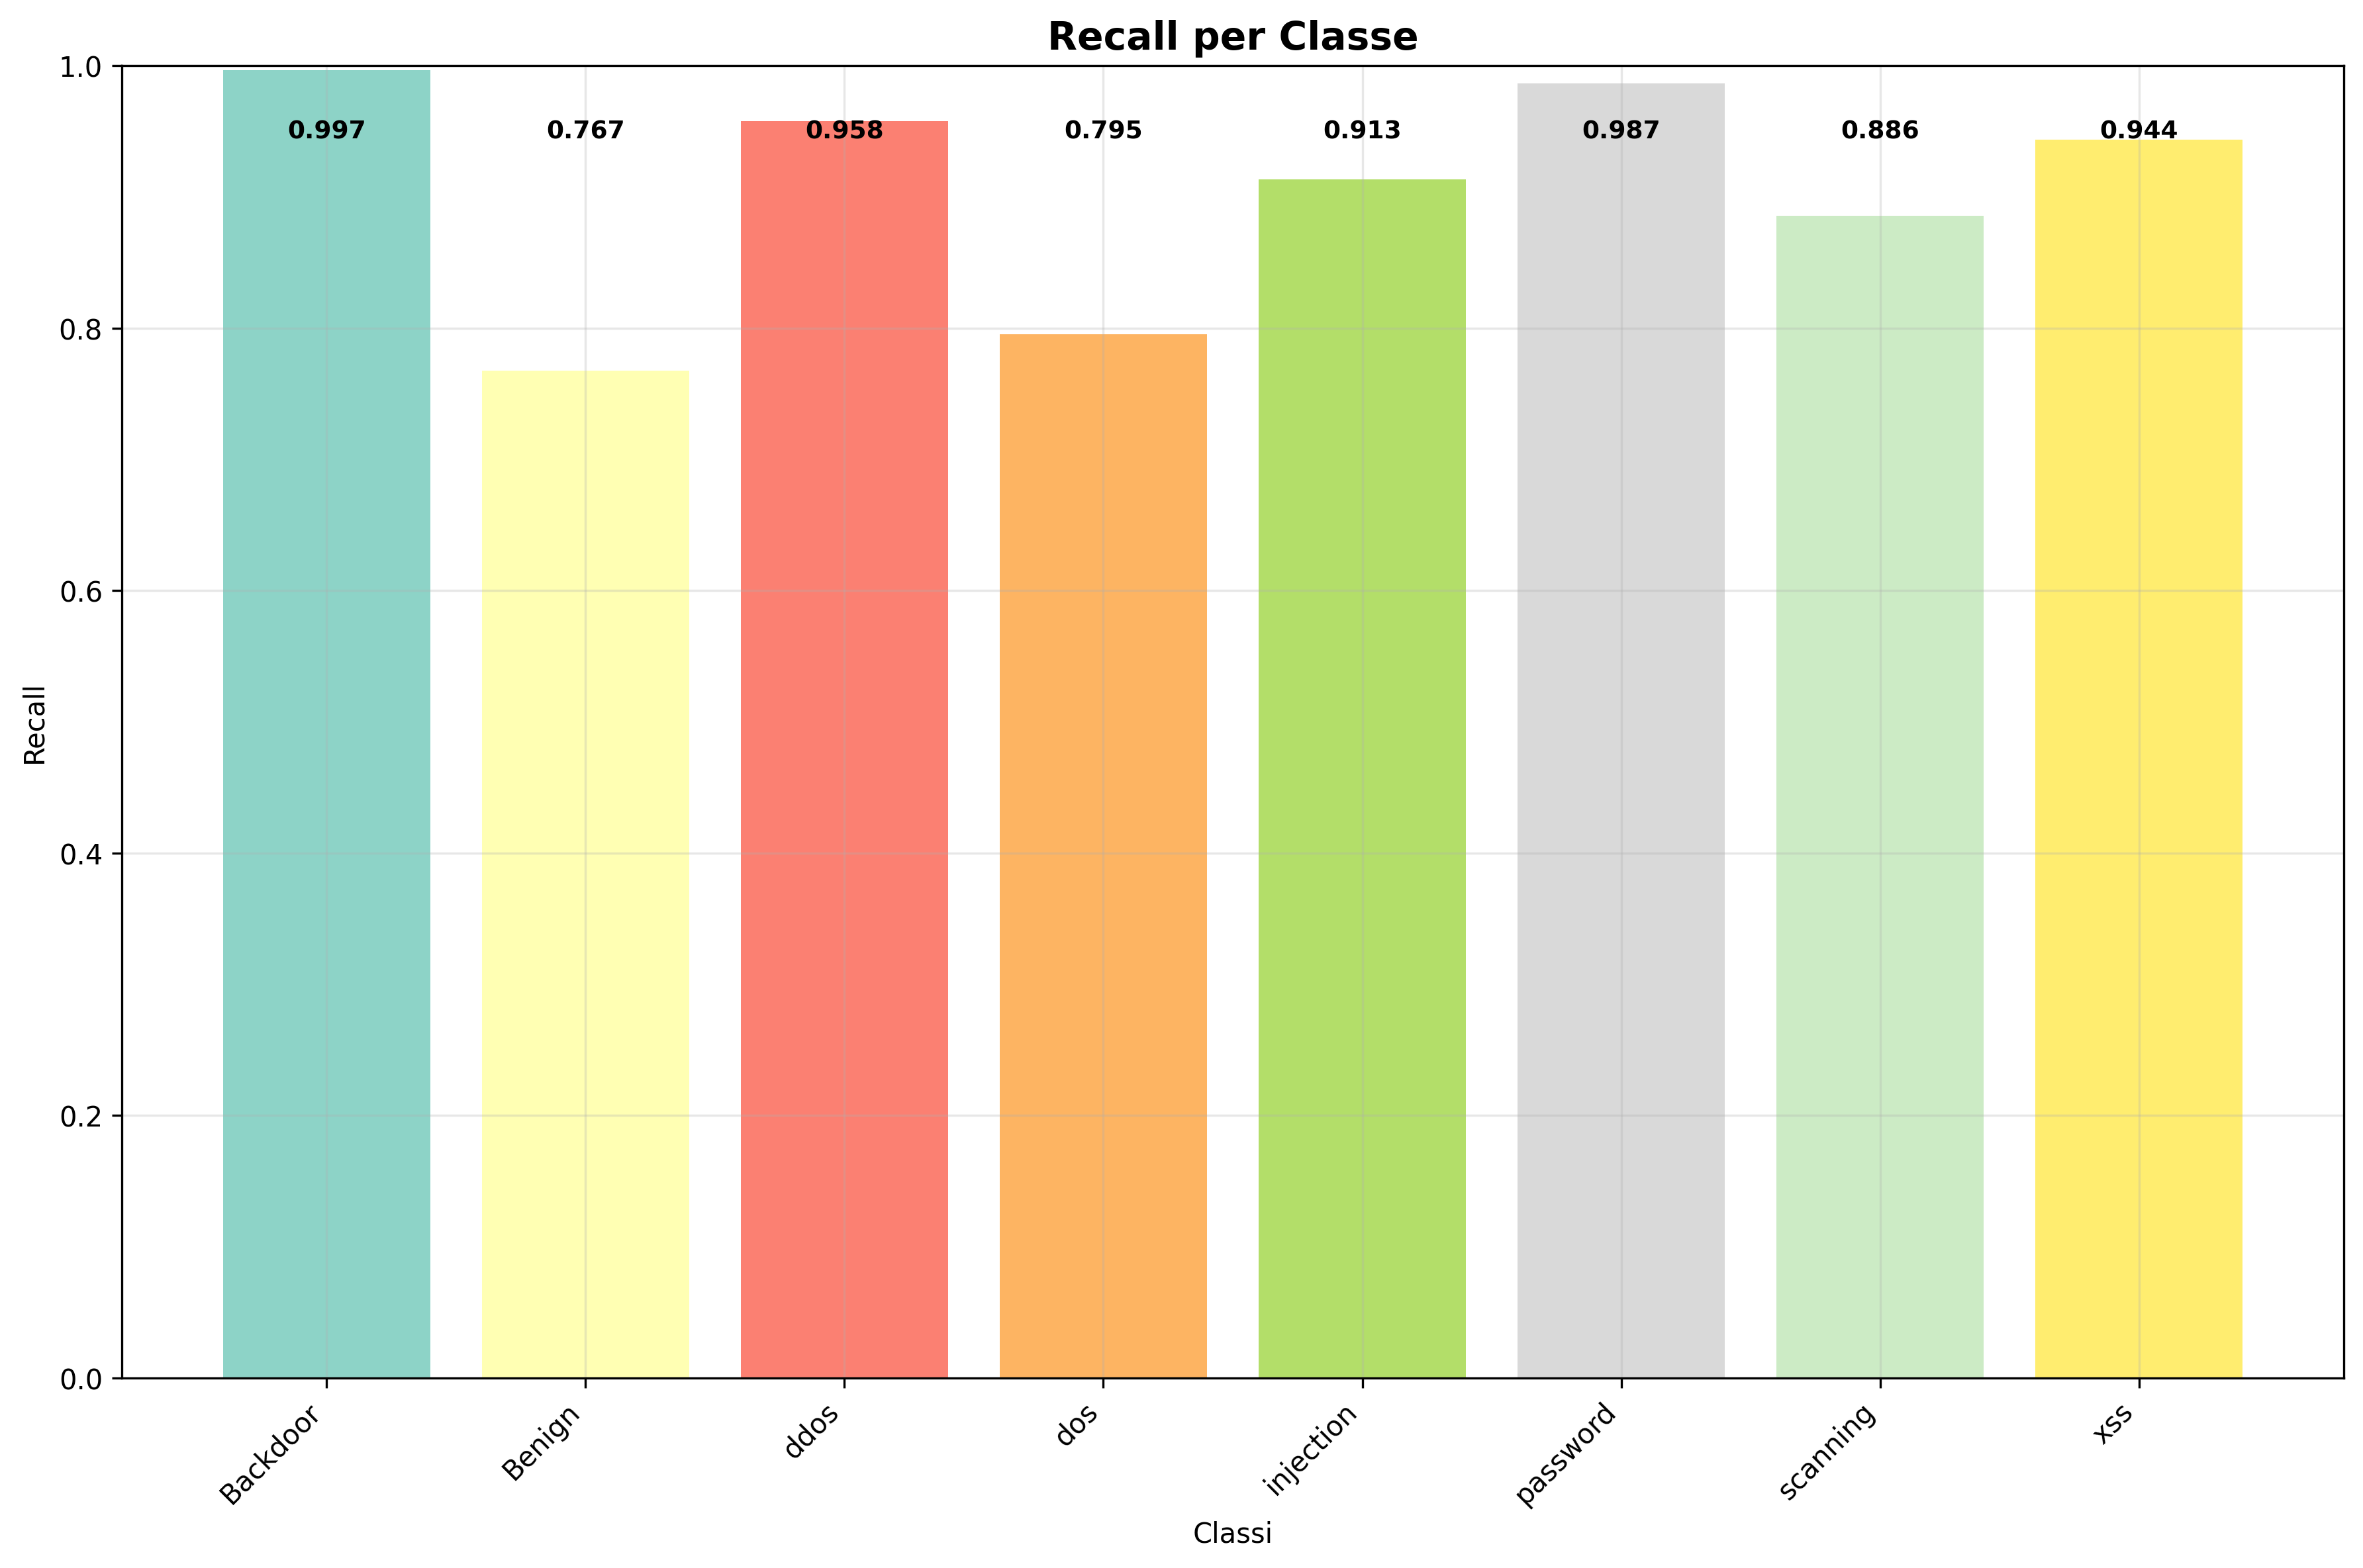 Recall per Classe
1.0
0.997 0.767 0.958 0.795 0.913 0.987 0.886 0.944
0.8
0.6
Recall
0.4
0.2
0.0
Backdoor Benign ddos dos injection password scanning xss
Classi